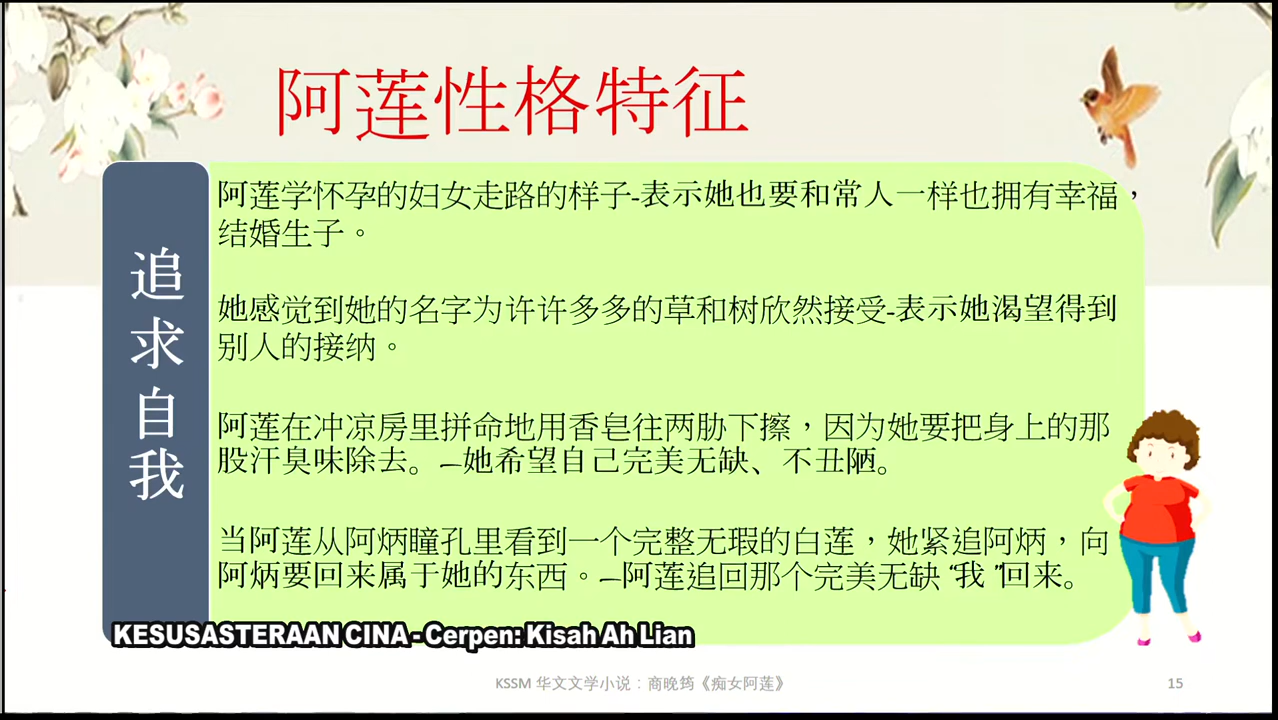 阿莲性格特征
追求自我
阿莲学怀孕的妇女走路的样子-表示她也要和常人一样也拥有幸福，
结婚生子。
她感觉到她的名字为许许多多的草和树欣然接受-表示她渴望得到
别人的接纳。
阿莲在冲凉房里拼命地用香皂往两胁下擦，因为她要把身上的那
股汗臭味除去。—她希望自己完美无缺、不丑陋。
当阿莲从阿炳瞳孔里看到一个完整无瑕的白莲，她紧追阿炳，向
阿炳要回来属于她的东西。—阿莲追回那个完美无缺“我”回来。
KESUSASTERAAN CINA - Cerpen: Kisah Ah Lian
KSSM 华文文学小说：商晚筠《痴女阿莲》
15